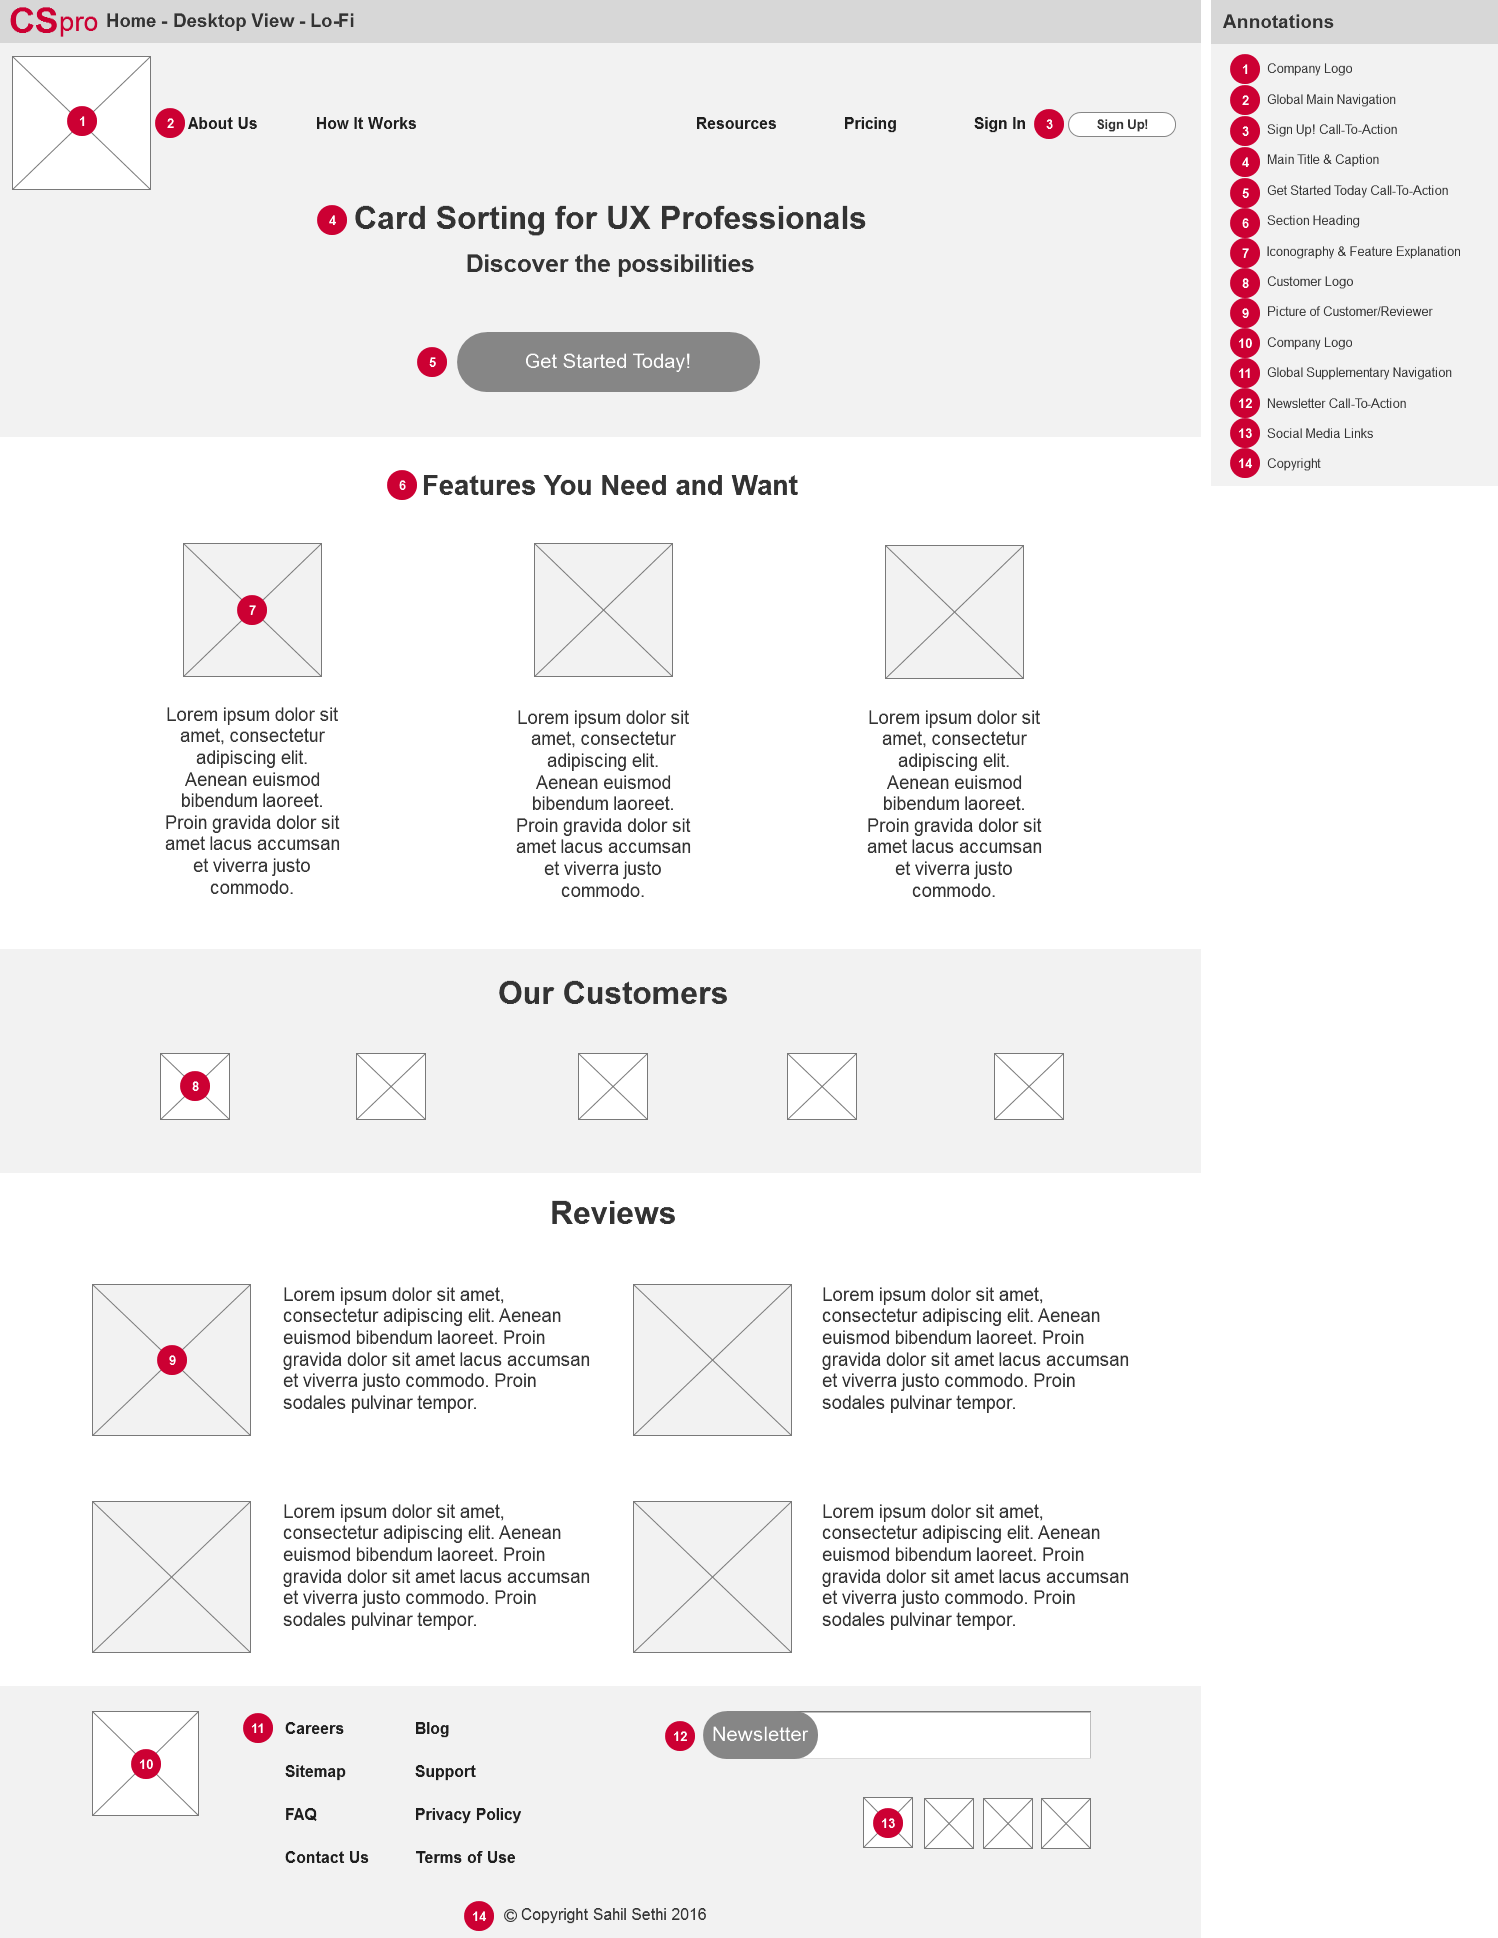 CSpro Home - Desktop View - Lo-Fi
1
2 About Us How It Works Resources Pricing Sign In 3 Sign Up!
4 Card Sorting for UX Professionals
Discover the possibilities
5 Get Started Today!
6 Features You Need and Want
7
Lorem ipsum dolor sit
amet, consectetur
adipiscing elit.
Aenean euismod
bibendum laoreet.
Proin gravida dolor sit
amet lacus accumsan
et viverra justo
commodo.
Lorem ipsum dolor sit
amet, consectetur
adipiscing elit.
Aenean euismod
bibendum laoreet.
Proin gravida dolor sit
amet lacus accumsan
et viverra justo
commodo.
Lorem ipsum dolor sit
amet, consectetur
adipiscing elit.
Aenean euismod
bibendum laoreet.
Proin gravida dolor sit
amet lacus accumsan
et viverra justo
commodo.
Our Customers
8
Reviews
9
Lorem ipsum dolor sit amet,
consectetur adipiscing elit. Aenean
euismod bibendum laoreet. Proin
gravida dolor sit amet lacus accumsan
et viverra justo commodo. Proin
sodales pulvinar tempor.
Lorem ipsum dolor sit amet,
consectetur adipiscing elit. Aenean
euismod bibendum laoreet. Proin
gravida dolor sit amet lacus accumsan
et viverra justo commodo. Proin
sodales pulvinar tempor.
Lorem ipsum dolor sit amet,
consectetur adipiscing elit. Aenean
euismod bibendum laoreet. Proin
gravida dolor sit amet lacus accumsan
et viverra justo commodo. Proin
sodales pulvinar tempor.
Lorem ipsum dolor sit amet,
consectetur adipiscing elit. Aenean
euismod bibendum laoreet. Proin
gravida dolor sit amet lacus accumsan
et viverra justo commodo. Proin
sodales pulvinar tempor.
10
11 Careers Blog
Sitemap Support
FAQ Privacy Policy
Contact Us Terms of Use
12 Newsletter
13
14 © Copyright Sahil Sethi 2016
Annotations
1 Company Logo
2 Global Main Navigation
3 Sign Up! Call-To-Action
4 Main Title & Caption
5 Get Started Today Call-To-Action
6 Section Heading
7 Iconography & Feature Explanation
8 Customer Logo
9 Picture of Customer/Reviewer
10 Company Logo
11 Global Supplementary Navigation
12 Newsletter Call-To-Action
13 Social Media Links
14 Copyright